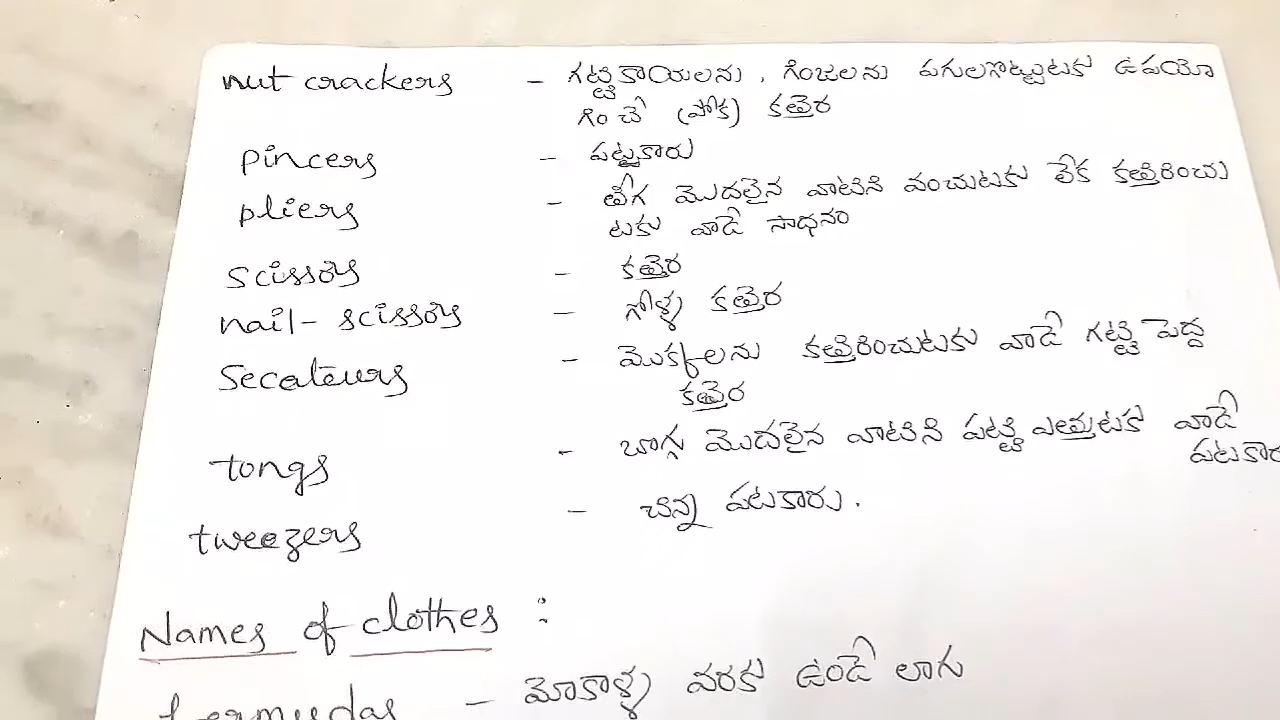 nut crackers – గట్టికాయలను, గింజలను పగులగొట్టుటకు ఉపయో
గించే (పోక) కత్తెర
pincers – పట్టుకారు
pliers – తీగ మొదలైన వాటిని వంచుటకు లేక కత్తిరించు
టకు వాడే సాధనం
scissors – కత్తెర
nail-scissors – గోళ్ళ కత్తెర
Secateurs – మొక్కలను కత్తిరించుటకు వాడే గట్టి పెద్ద
కత్తెర
tongs – బొగ్గు మొదలైన వాటిని పట్టి ఎత్తుటకు వాడే
పటకారు
tweezers – చిన్న పటకారు.
Names of clothes :
bermudas – మోకాళ్ళ వరకు ఉండే లాగు